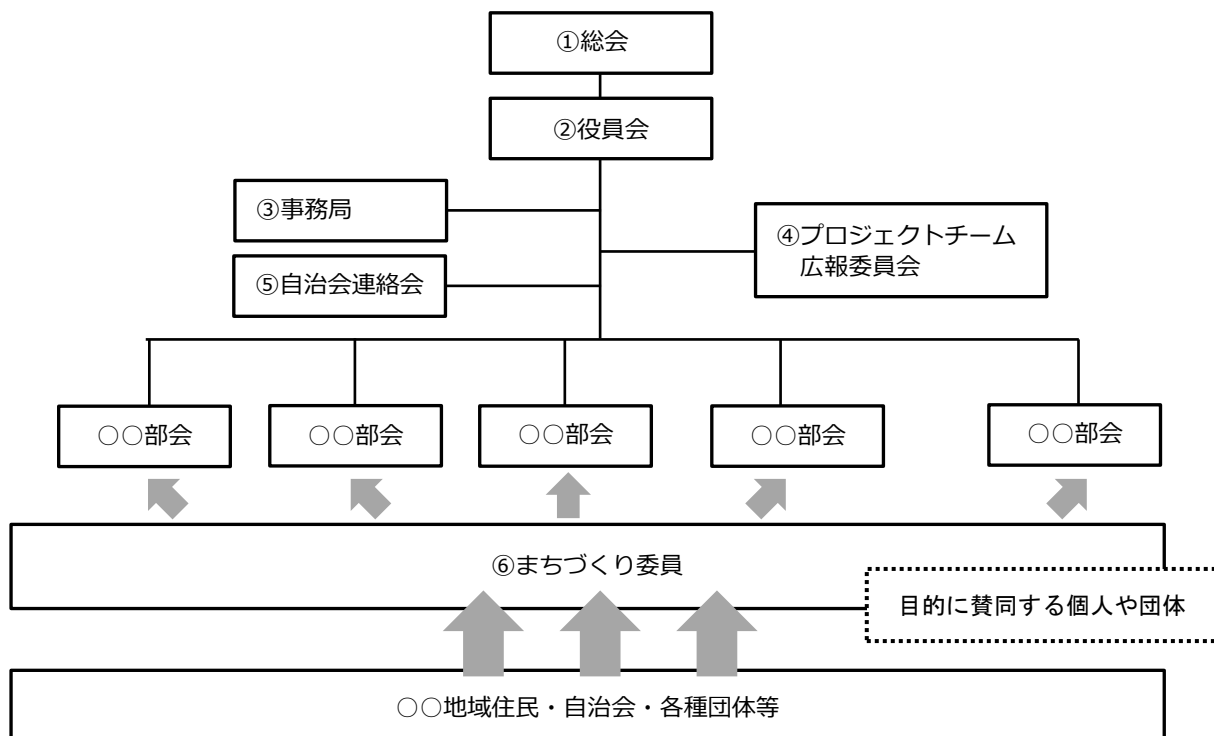 ①総会
②役員会
③事務局
④プロジェクトチーム
広報委員会
⑤自治会連絡会
○○部会
○○部会
○○部会
○○部会
○○部会
⑥まちづくり委員
目的に賛同する個人や団体
○○地域住民・自治会・各種団体等